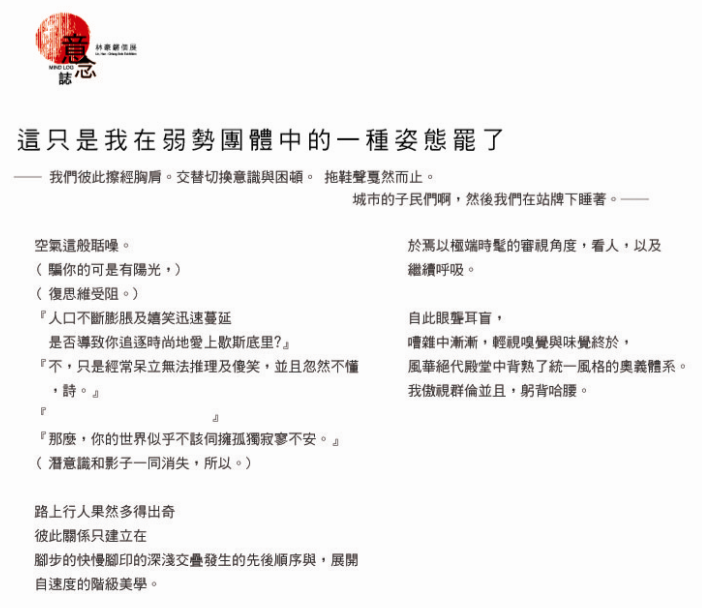 意念
誌
MIND LOG
這只是我在弱勢團體中的一種姿態罷了
—— 我們彼此擦經胸肩。交替切換意識與困頓。 拖鞋聲戛然而止。
城市的子民們啊，然後我們在站牌下睡著。——
空氣這般聒噪。
（ 騙你的可是有陽光，）
（ 復思維受阻。）
『人口不斷膨脹及嬉笑迅速蔓延
是否導致你追逐時尚地愛上歇斯底里?』
『不，只是經常呆立無法推理及傻笑，並且忽然不懂
，詩。』
『　　　　　　　　　　』
『那麼，你的世界似乎不該伺擁孤獨寂寥不安。』
（ 潛意識和影子一同消失，所以。）
路上行人果然多得出奇
彼此關係只建立在
腳步的快慢腳印的深淺交疊發生的先後順序與，展開
自速度的階級美學。
於焉以極端時髦的審視角度，看人，以及
繼續呼吸。
自此眼聾耳盲，
嘈雜中漸漸，輕視嗅覺與味覺終於，
風華絕代殿堂中背熟了統一風格的奧義體系。
我傲視群倫並且，躬背哈腰。